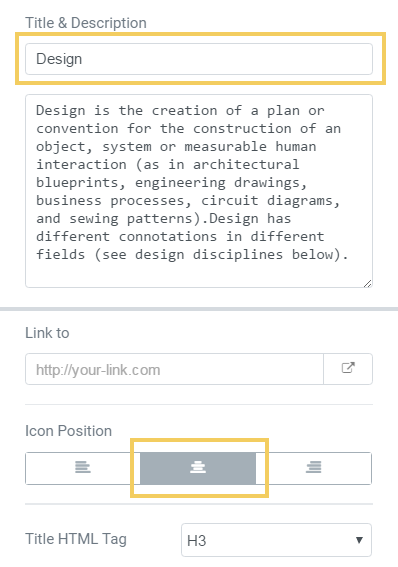 Title & Description
Design
Design is the creation of a plan or
convention for the construction of an
object, system or measurable human
interaction (as in architectural
blueprints, engineering drawings,
business processes, circuit diagrams,
and sewing patterns).Design has
different connotations in different
fields (see design disciplines below).
Link to
http://your-link.com
Icon Position
Title HTML Tag
H3